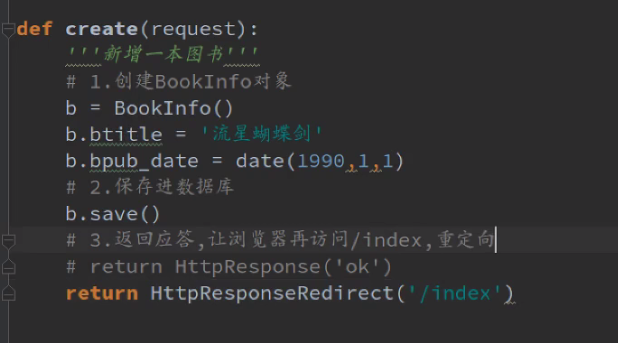 def create(request):
    '''新增一本图书'''
    # 1.创建BookInfo对象
    b = BookInfo()
    b.btitle = '流星蝴蝶剑'
    b.bpub_date = date(1990,1,1)
    # 2.保存进数据库
    b.save()
    # 3.返回应答,让浏览器再访问/index,重定向
    # return HttpResponse('ok')
    return HttpResponseRedirect('/index')